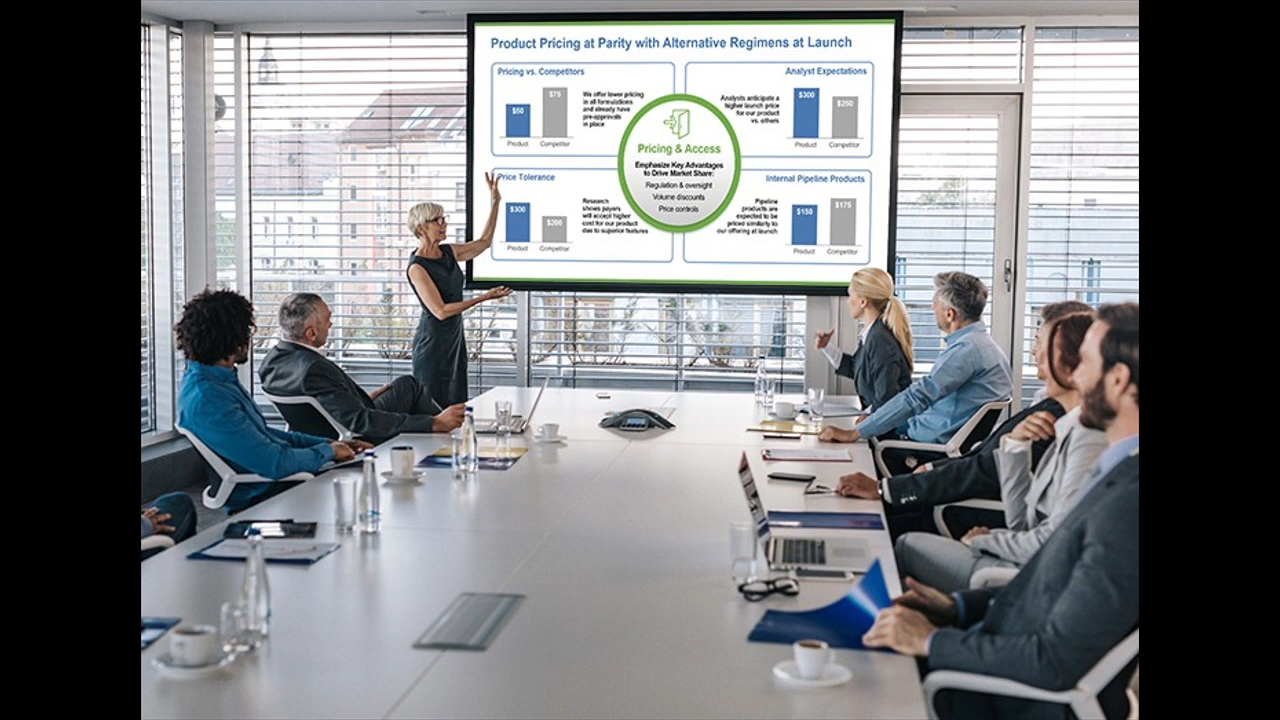 Product Pricing at Parity with Alternative Regimens at Launch
Pricing vs. Competitors
$50
$75
Product
Competitor
We offer lower pricing
in all formulations
and already have
pre-approvals
in place
Analyst Expectations
Analysts anticipate a
higher launch price
for our product
vs. others
$300
$250
Product
Competitor
Pricing & Access
Emphasize Key Advantages
to Drive Market Share:
Regulation & oversight
Volume discounts
Price controls
Price Tolerance
$300
$200
Product
Competitor
Research
shows payers
will accept higher
cost for our product
due to superior features
Internal Pipeline Products
Pipeline
products are
expected to be
priced similarly to
our offering at launch
$150
$175
Product
Competitor